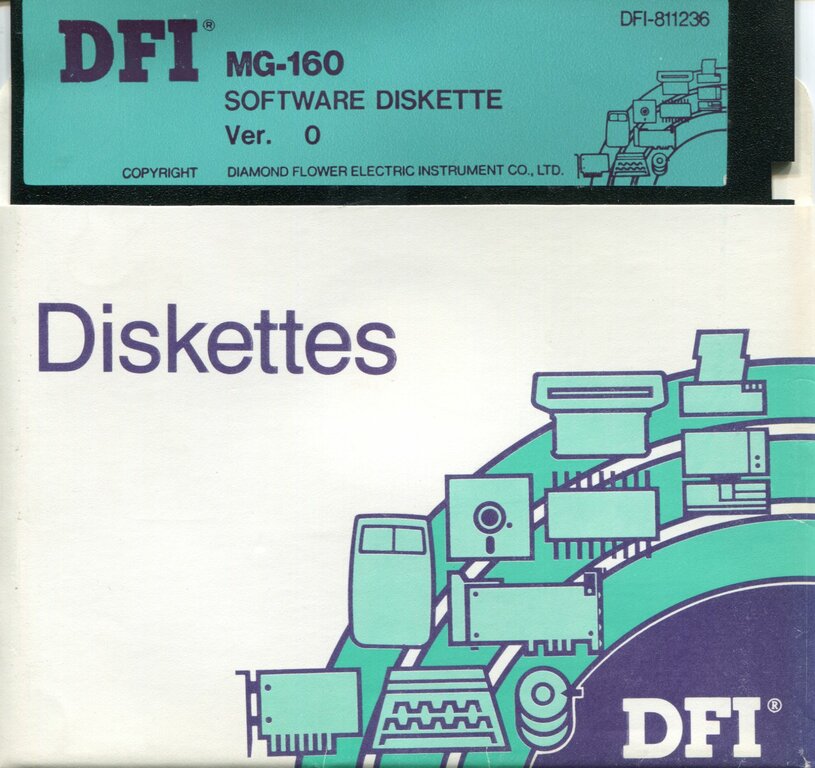 DFI®
DFI-811236
MG-160
SOFTWARE DISKETTE
Ver. 0
COPYRIGHT DIAMOND FLOWER ELECTRIC INSTRUMENT CO., LTD.
Diskettes
DFI®